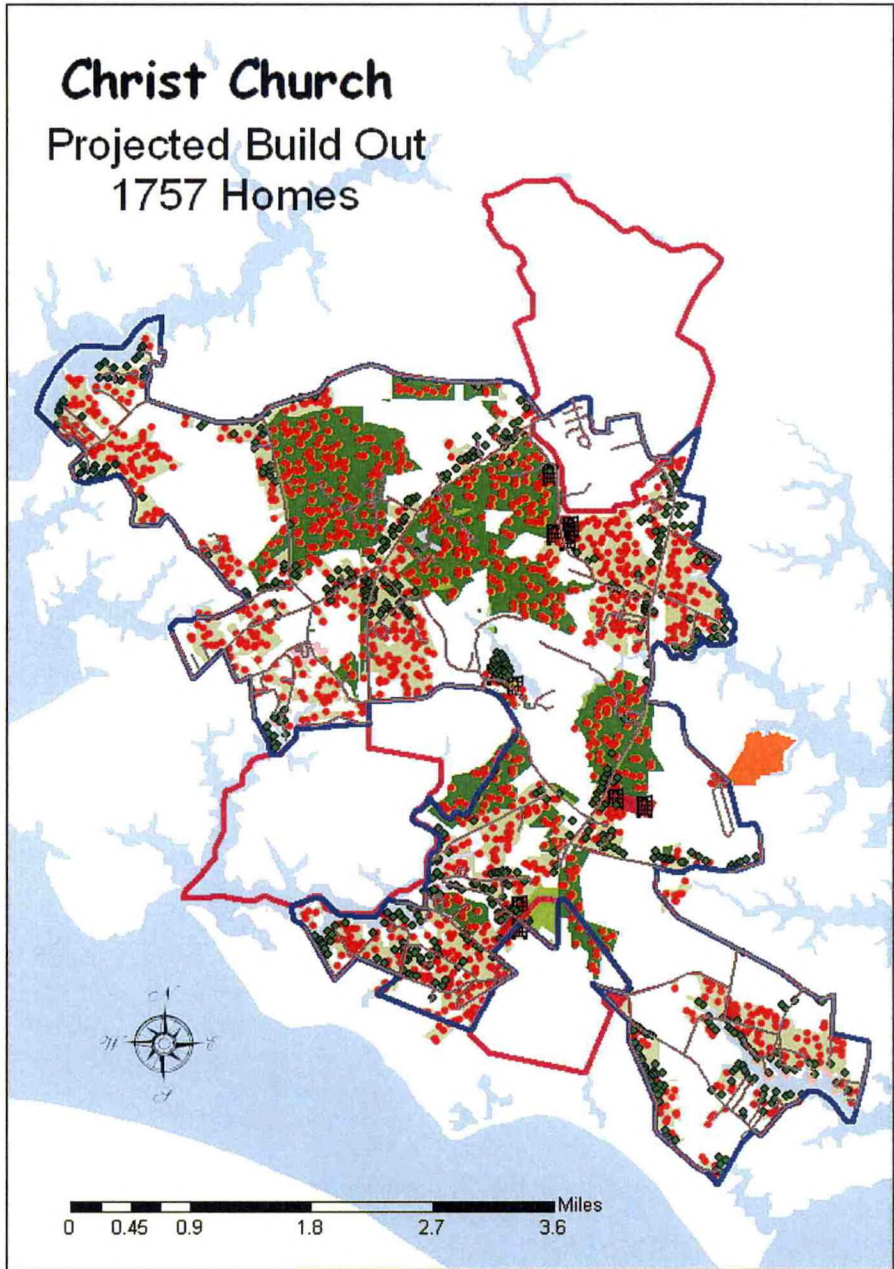 Christ Church
Projected Build Out
1757 Homes
N
W E
S
Miles
0 0.45 0.9 1.8 2.7 3.6